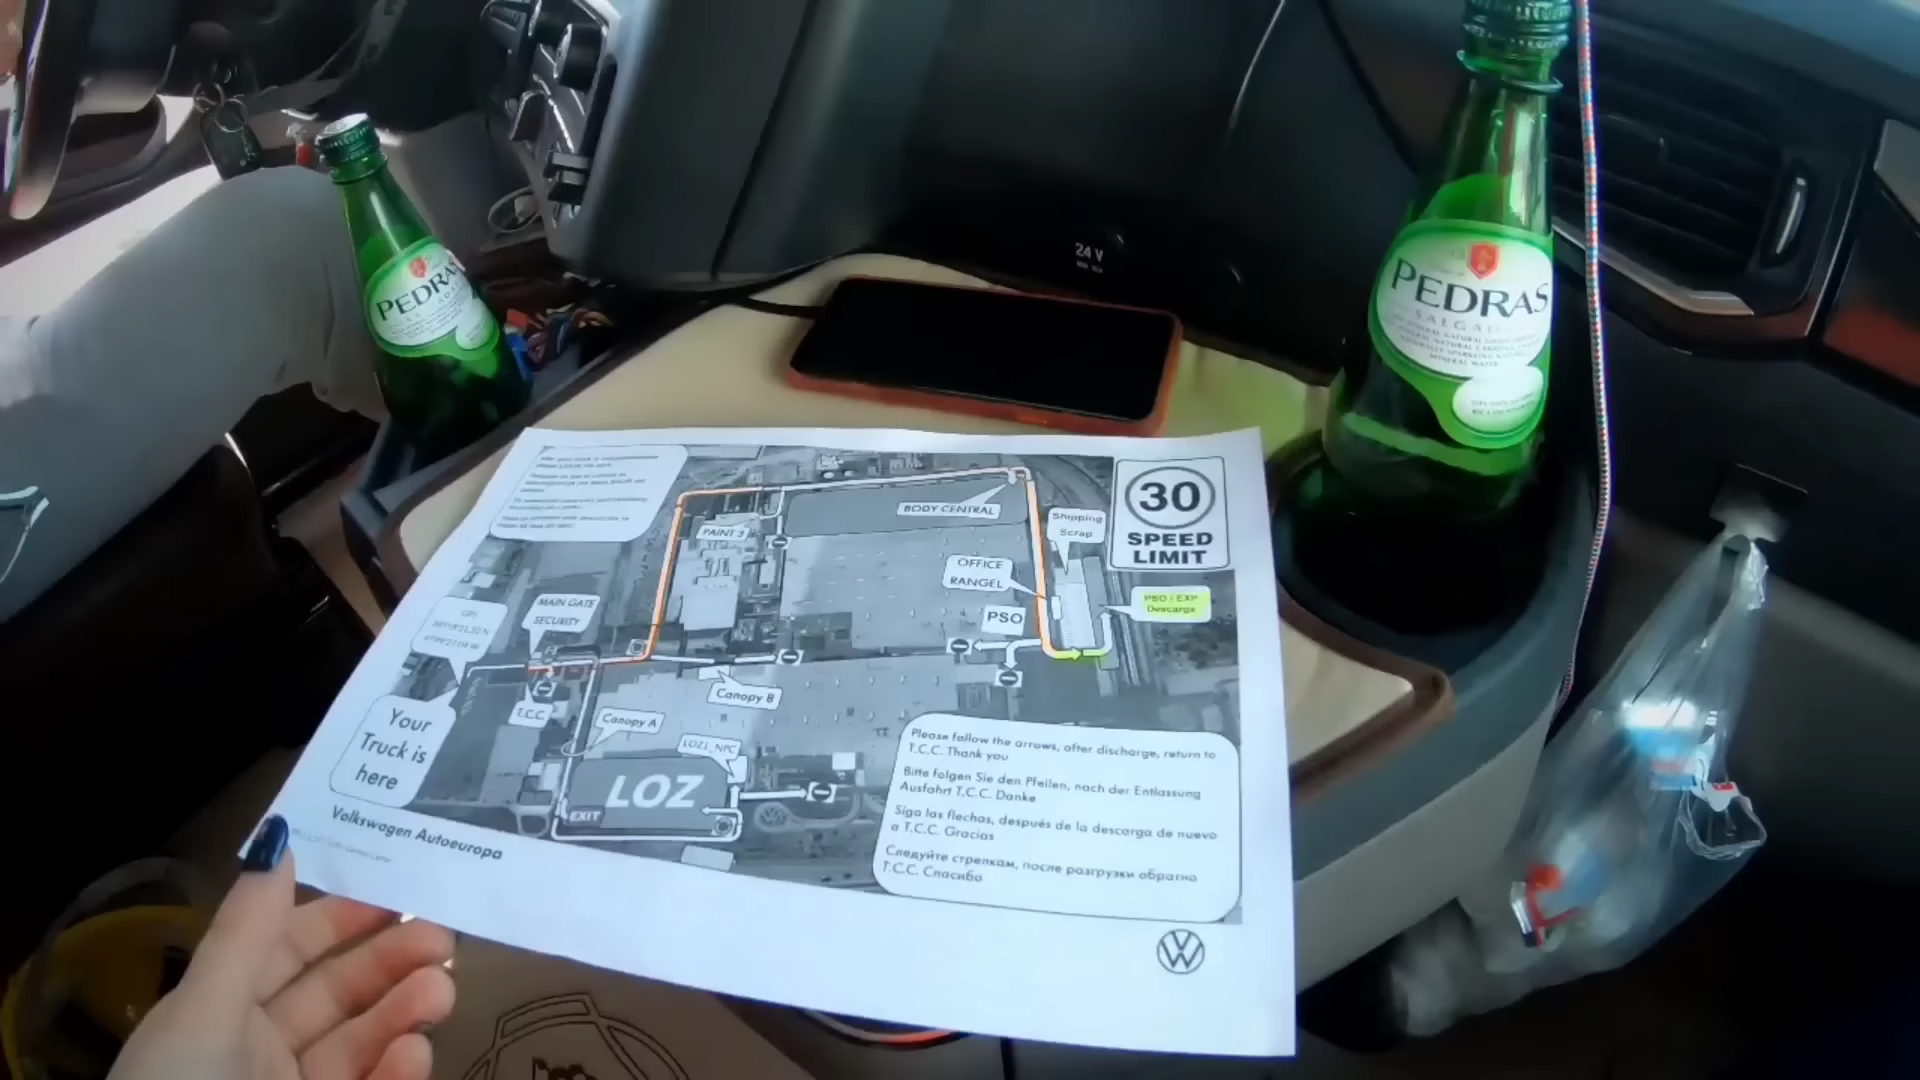 PEDRAS
24 V
PEDRAS
SALGADAS
MINERAL WATER
30
SPEED
LIMIT
BODY CENTRAL
PAINT 3
Shipping
Scrap
OFFICE
RANGEL
PSO / EXP
Descarga
PSO
MAIN GATE
SECURITY
GPS
T.C.C
Canopy B
Canopy A
LOZ1_NPC
LOZ
EXIT
Your
Truck is
here
Please follow the arrows, after discharge, return to
T.C.C. Thank you
Bitte folgen Sie den Pfeilen, nach der Entlassung
Ausfahrt T.C.C. Danke
Siga las flechas, después de la descarga de nuevo
a T.C.C. Gracias
Следуйте стрелкам, после розгрузки обратно
T.C.C. Спасибо
Volkswagen Autoeuropa